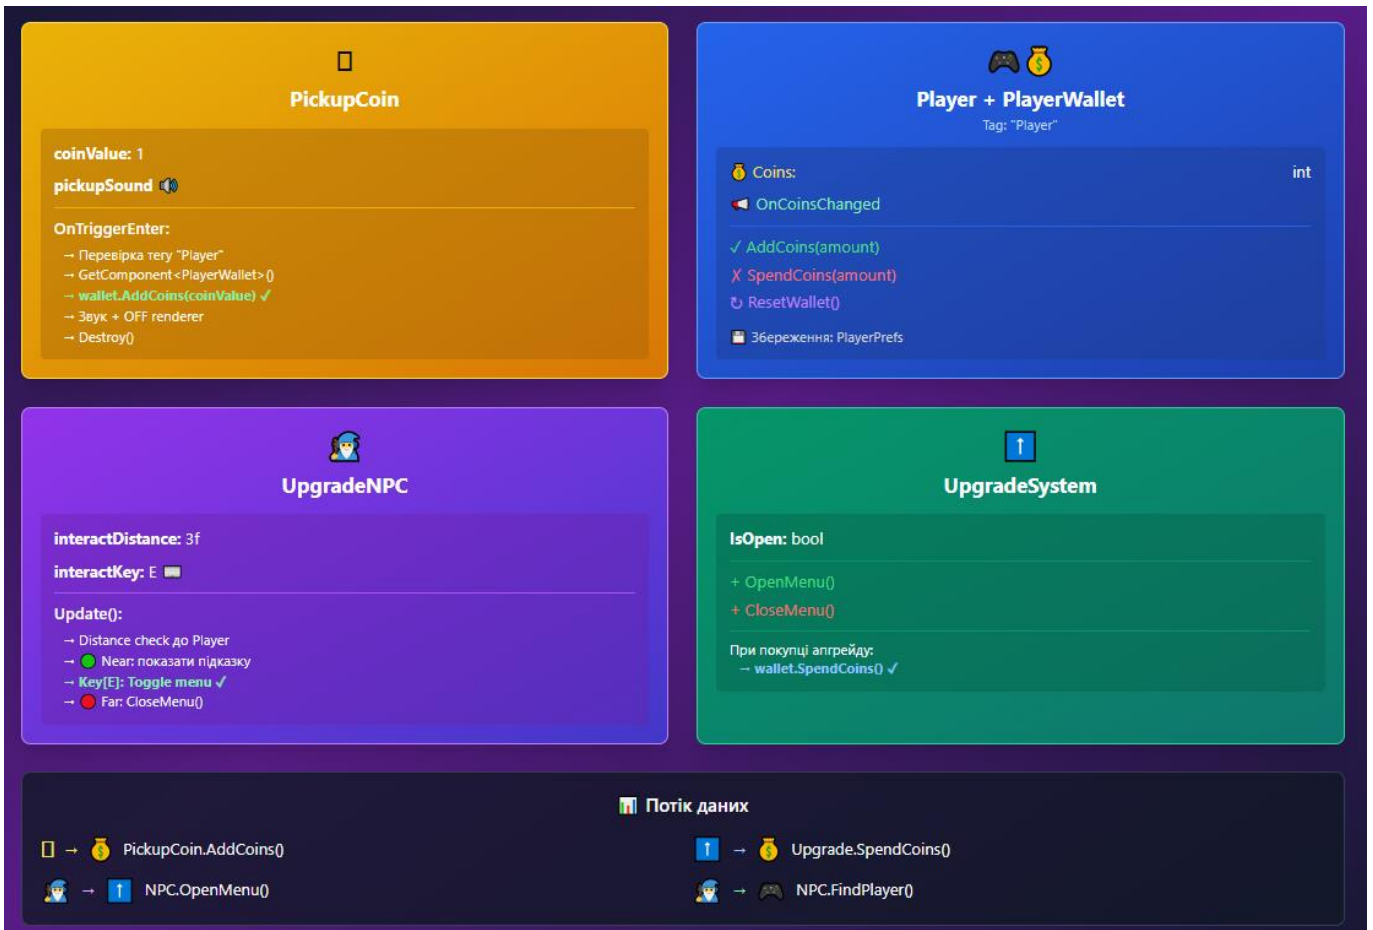 PickupCoin
coinValue: 1
pickupSound
OnTriggerEnter:
→ Перевірка тегу "Player"
→ GetComponent<PlayerWallet>()
→ wallet.AddCoins(coinValue) ✓
→ Звук + OFF renderer
→ Destroy()
Player + PlayerWallet
Tag: "Player"
Coins: int
OnCoinsChanged
✓ AddCoins(amount)
✗ SpendCoins(amount)
↻ ResetWallet()
Збереження: PlayerPrefs
UpgradeNPC
interactDistance: 3f
interactKey: E
Update():
→ Distance check до Player
→ Near: показати підказку
→ Key[E]: Toggle menu ✓
→ Far: CloseMenu()
UpgradeSystem
IsOpen: bool
+ OpenMenu()
+ CloseMenu()
При покупці апгрейду:
→ wallet.SpendCoins() ✓
Потік даних
→ PickupCoin.AddCoins()
→ Upgrade.SpendCoins()
→ NPC.OpenMenu()
→ NPC.FindPlayer()